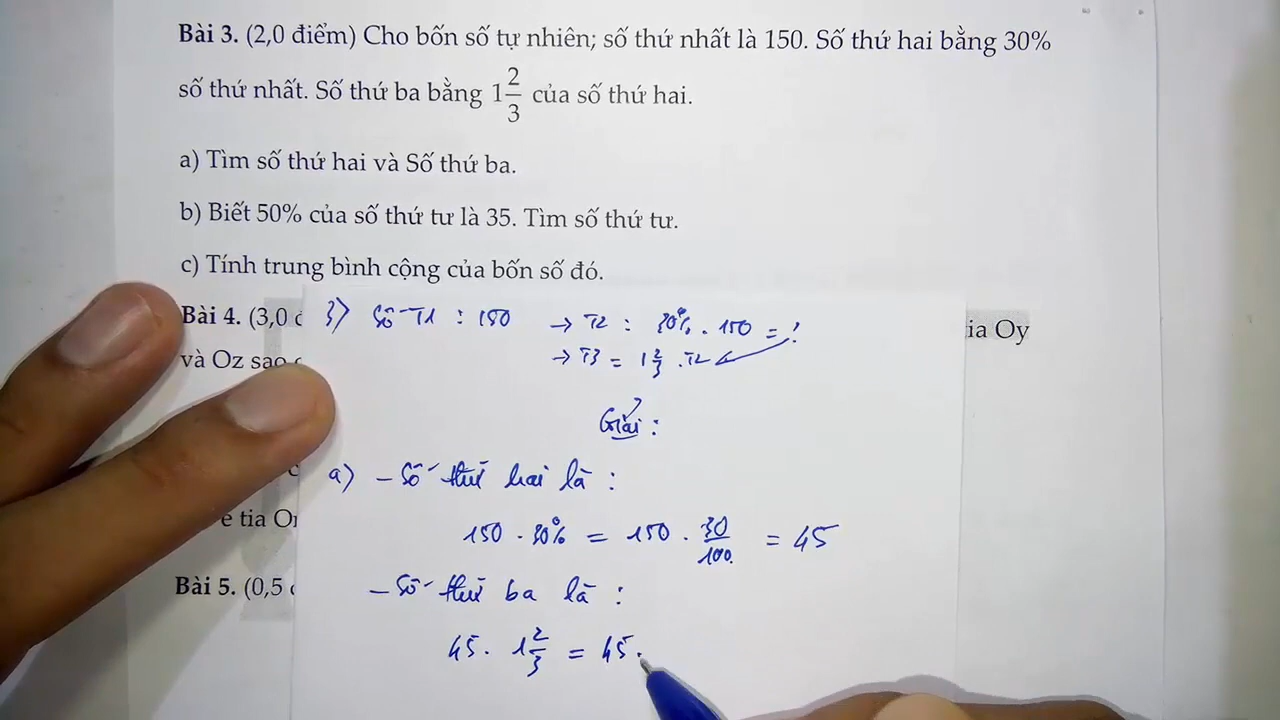 Bài 3. (2,0 điểm) Cho bốn số tự nhiên; số thứ nhất là 150. Số thứ hai bằng 30%
số thứ nhất. Số thứ ba bằng 1 2/3 của số thứ hai.
a) Tìm số thứ hai và Số thứ ba.
b) Biết 50% của số thứ tư là 35. Tìm số thứ tư.
c) Tính trung bình cộng của bốn số đó.
Bài 4. (3,0 đ
tia Oy
và Oz sao
3) Số T1 : 150 → T2 : 30% . 150 = ?
→ T3 = 1 2/3 . T2
Giải :
a) - Số thứ hai là :
ẽ tia On
150 . 30% = 150 . 30/100 = 45
Bài 5. (0,5 đ
- Số thứ ba là :
45 . 1 2/3 = 45 .